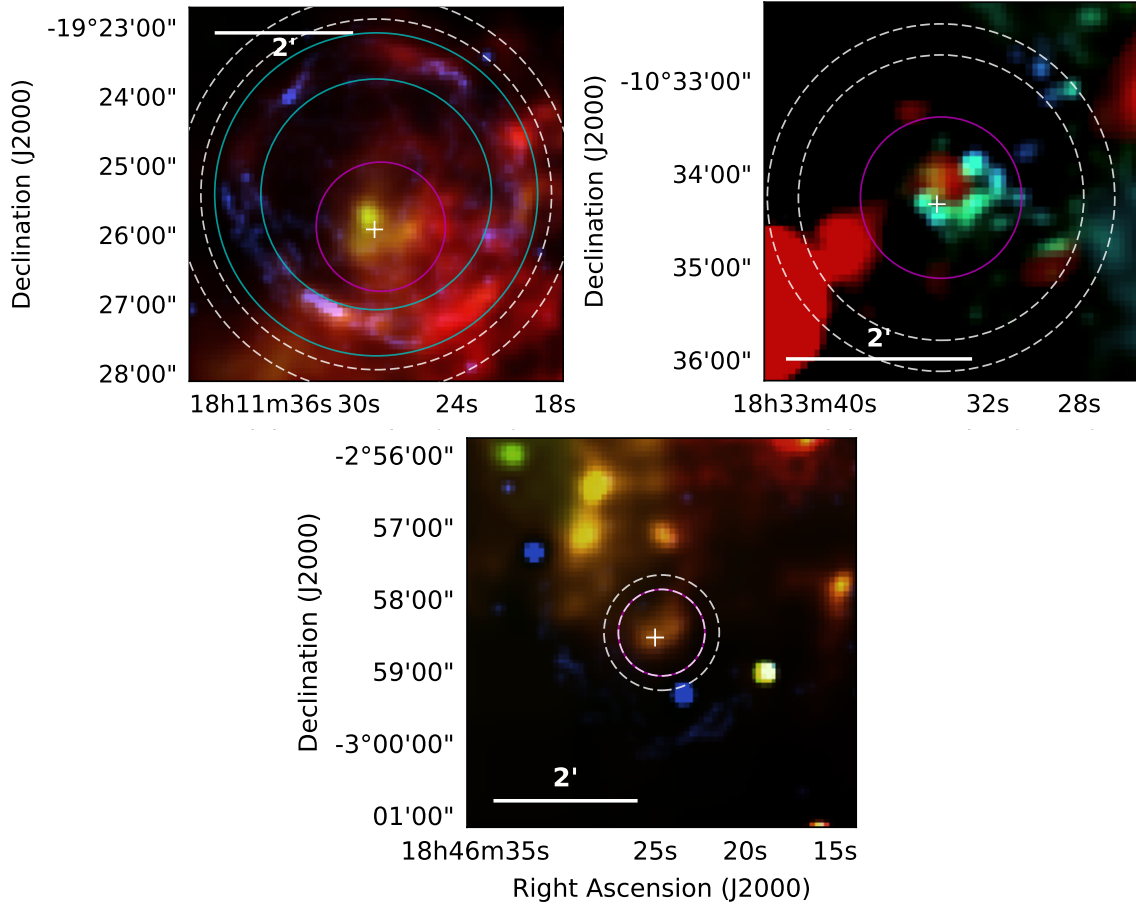 -19°23'00"
24'00"
25'00"
26'00"
27'00"
28'00"
Declination (J2000)
2'
18h11m36s 30s 24s 18s
-10°33'00"
34'00"
35'00"
36'00"
Declination (J2000)
2'
18h33m40s 32s 28s
-2°56'00"
57'00"
58'00"
59'00"
-3°00'00"
01'00"
Declination (J2000)
2'
18h46m35s 25s 20s 15s
Right Ascension (J2000)